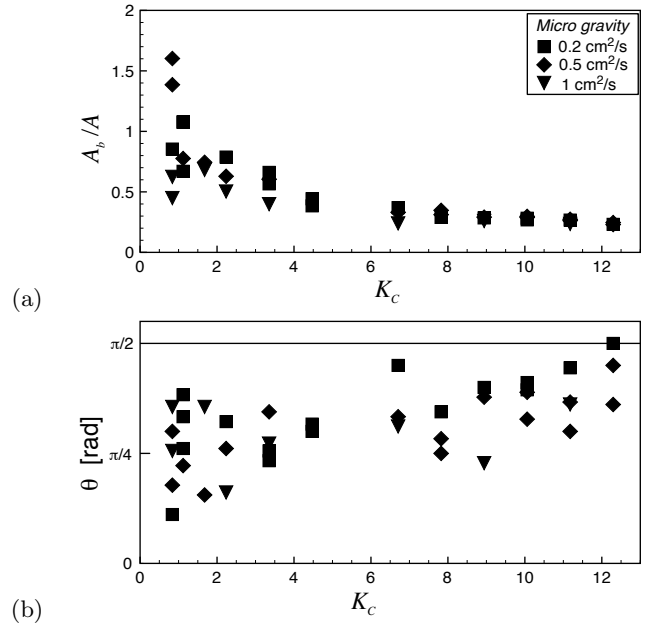 2
Micro gravity
0.2 cm²/s
0.5 cm²/s
1 cm²/s
1.5
1
0.5
0
A_b/A
0 2 4 6 8 10 12
K_C
(a)
π/2
π/4
0
θ [rad]
0 2 4 6 8 10 12
K_C
(b)